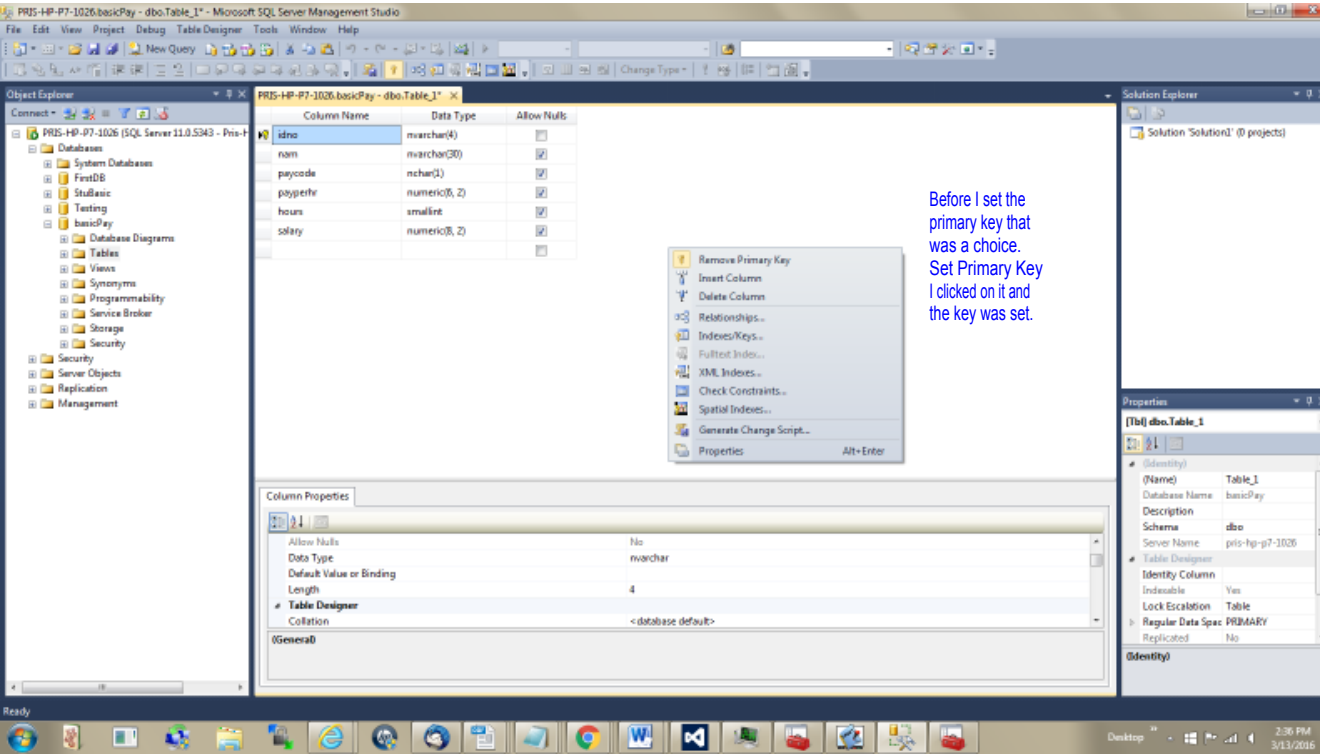 PRIS-HP-P7-1026.basicPay - dbo.Table_1* - Microsoft SQL Server Management Studio
File Edit View Project Debug Table Designer Tools Window Help
New Query
Change Type
Object Explorer
Connect
PRIS-HP-P7-1026 (SQL Server 11.0.5343 - Pris-H
Databases
System Databases
FirstDB
StuBasic
Testing
basicPay
Database Diagrams
Tables
Views
Synonyms
Programmability
Service Broker
Storage
Security
Security
Server Objects
Replication
Management
PRIS-HP-P7-1026.basicPay - dbo.Table_1*
Column Name Data Type Allow Nulls
idno nvarchar(4)
nam nvarchar(30)
paycode nchar(1)
payperhr numeric(6, 2)
hours smallint
salary numeric(8, 2)
Remove Primary Key
Insert Column
Delete Column
Relationships...
Indexes/Keys...
Fulltext Index...
XML Indexes...
Check Constraints...
Spatial Indexes...
Generate Change Script...
Properties Alt+Enter
Before I set the
primary key that
was a choice.
Set Primary Key
I clicked on it and
the key was set.
Column Properties
Allow Nulls No
Data Type nvarchar
Default Value or Binding
Length 4
Table Designer
Collation <database default>
(General)
Solution Explorer
Solution 'Solution1' (0 projects)
Properties
[Tbl] dbo.Table_1
(Identity)
(Name) Table_1
Database Name basicPay
Description
Schema dbo
Server Name pris-hp-p7-1026
Table Designer
Identity Column
Indexable Yes
Lock Escalation Table
Regular Data Spac PRIMARY
Replicated No
(Identity)
Ready
Desktop
2:36 PM
3/13/2016